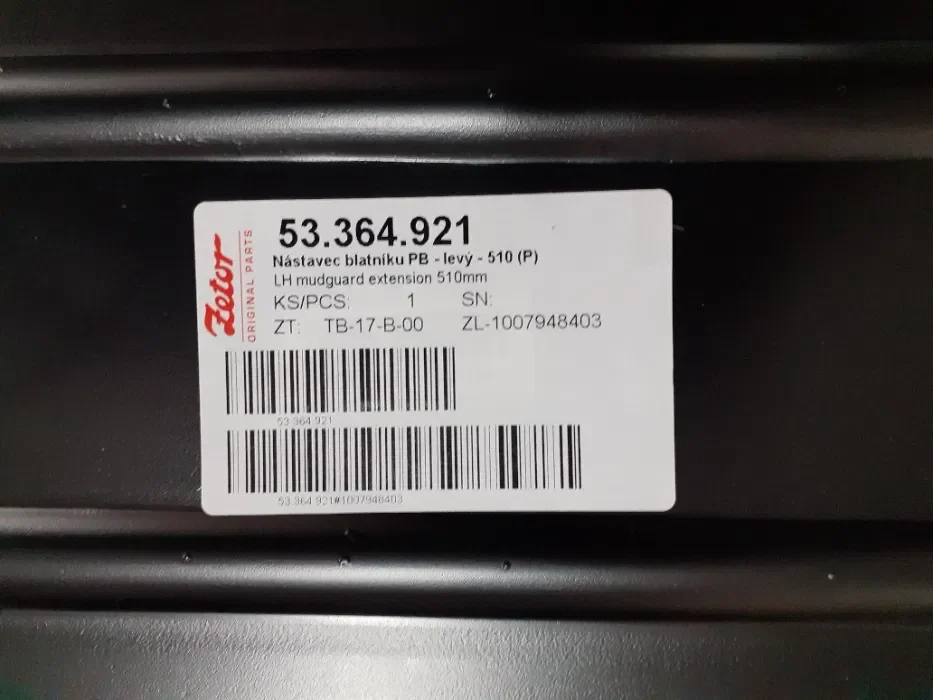 Zetor
ORIGINAL PARTS
53.364.921
Nástavec blatníku PB - levý - 510 (P)
LH mudguard extension 510mm
KS/PCS: 1 SN:
ZT: TB-17-B-00 ZL-1007948403
53.364.921
53.364.921#1007948403